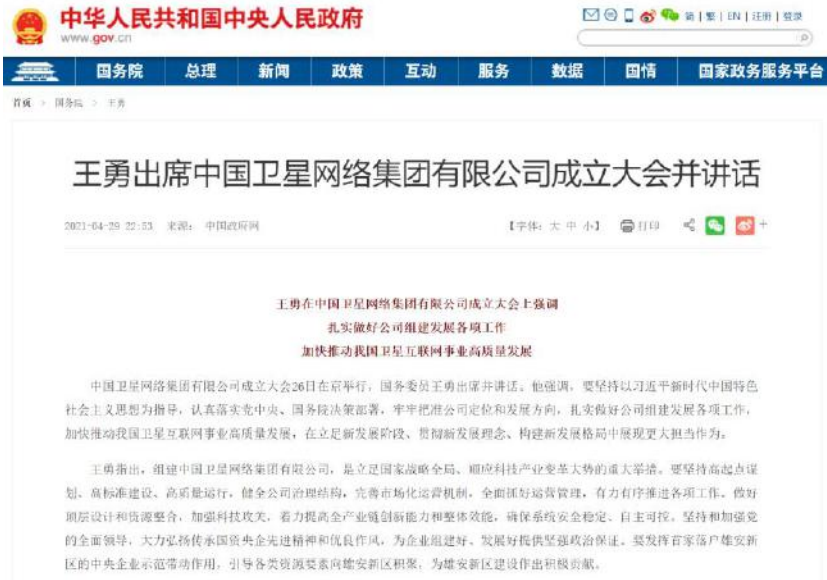 中华人民共和国中央人民政府
www.gov.cn
简 | 繁 | EN | 注册 | 登录
国务院 总理 新闻 政策 互动 服务 数据 国情 国家政务服务平台
首页 > 国务院 > 王勇
王勇出席中国卫星网络集团有限公司成立大会并讲话
2021-04-29 22:53 来源: 中国政府网 【字体: 大 中 小】 打印 +
王勇在中国卫星网络集团有限公司成立大会上强调
扎实做好公司组建发展各项工作
加快推动我国卫星互联网事业高质量发展
中国卫星网络集团有限公司成立大会26日在京举行，国务委员王勇出席并讲话。他强调，要坚持以习近平新时代中国特色
社会主义思想为指导，认真落实党中央、国务院决策部署，牢牢把准公司定位和发展方向，扎实做好公司组建发展各项工作，
加快推动我国卫星互联网事业高质量发展，在立足新发展阶段、贯彻新发展理念、构建新发展格局中展现更大担当作为。
王勇指出，组建中国卫星网络集团有限公司，是立足国家战略全局、顺应科技产业变革大势的重大举措。要坚持高起点谋
划、高标准建设、高质量运行，健全公司治理结构，完善市场化运营机制，全面抓好运营管理，有力有序推进各项工作。做好
顶层设计和资源整合，加强科技攻关，着力提高全产业链创新能力和整体效能，确保系统安全稳定、自主可控。坚持和加强党
的全面领导，大力弘扬传承国资央企先进精神和优良作风，为企业组建好、发展好提供坚强政治保证。要发挥首家落户雄安新
区的中央企业示范带动作用，引导各类资源要素向雄安新区积聚，为雄安新区建设作出积极贡献。